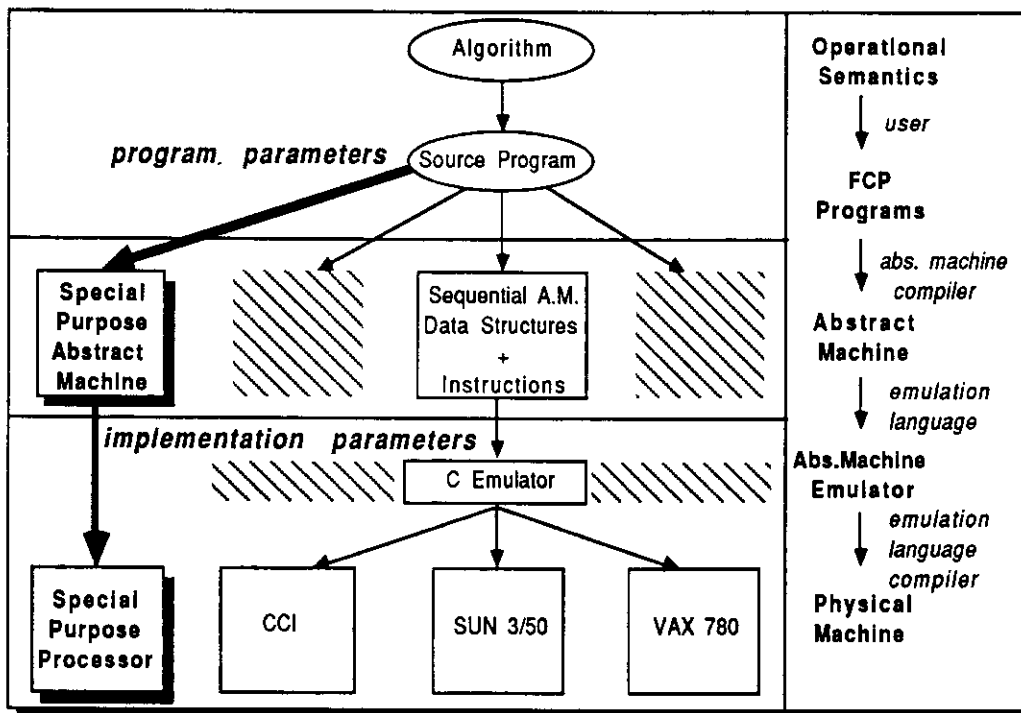 Algorithm
program. parameters
Source Program
Special
Purpose
Abstract
Machine
Sequential A.M.
Data Structures
+
Instructions
implementation parameters
C Emulator
Special
Purpose
Processor
CCI
SUN 3/50
VAX 780
Operational
Semantics
user
FCP
Programs
abs. machine
compiler
Abstract
Machine
emulation
language
Abs.Machine
Emulator
emulation
language
compiler
Physical
Machine